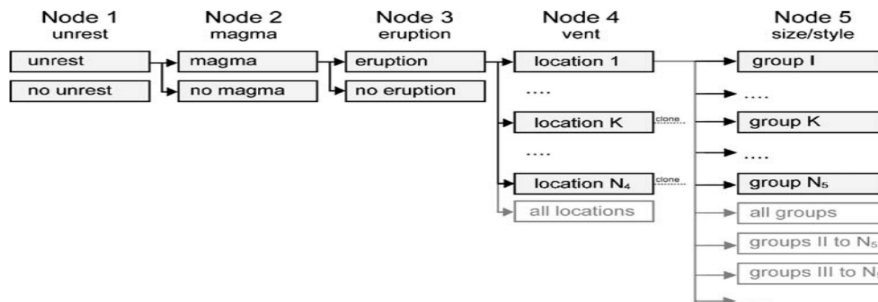 Node 1 Node 2 Node 3 Node 4 Node 5
unrest magma eruption vent size/style
unrest magma eruption location 1 group I
no unrest no magma no eruption .... ....
location K clone group K
.... ....
location N₄ clone group N₅
all locations all groups
groups II to N₅
groups III to